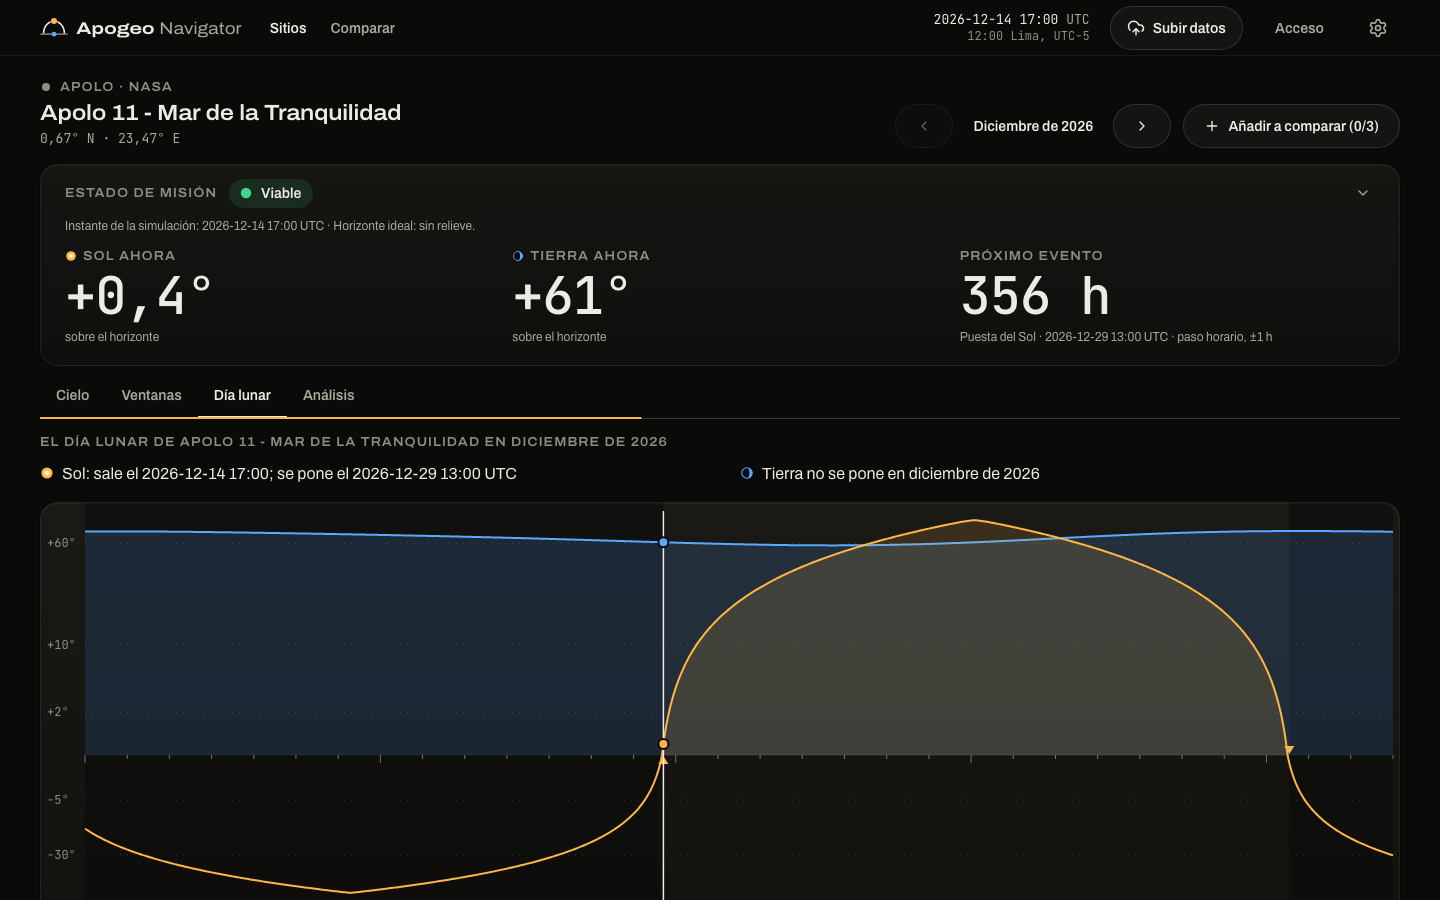 Apogeo Navigator
Sitios
Comparar
2026-12-14 17:00 UTC
12:00 Lima, UTC-5
Subir datos
Acceso
APOLO · NASA
Apolo 11 - Mar de la Tranquilidad
0,67° N · 23,47° E
Diciembre de 2026
Añadir a comparar (0/3)
ESTADO DE MISIÓN
Viable
Instante de la simulación: 2026-12-14 17:00 UTC · Horizonte ideal: sin relieve.
SOL AHORA
+0,4°
sobre el horizonte
TIERRA AHORA
+61°
sobre el horizonte
PRÓXIMO EVENTO
356 h
Puesta del Sol · 2026-12-29 13:00 UTC · paso horario, ±1 h
Cielo
Ventanas
Día lunar
Análisis
EL DÍA LUNAR DE APOLO 11 - MAR DE LA TRANQUILIDAD EN DICIEMBRE DE 2026
Sol: sale el 2026-12-14 17:00; se pone el 2026-12-29 13:00 UTC
Tierra no se pone en diciembre de 2026
+60°
+10°
+2°
-5°
-30°